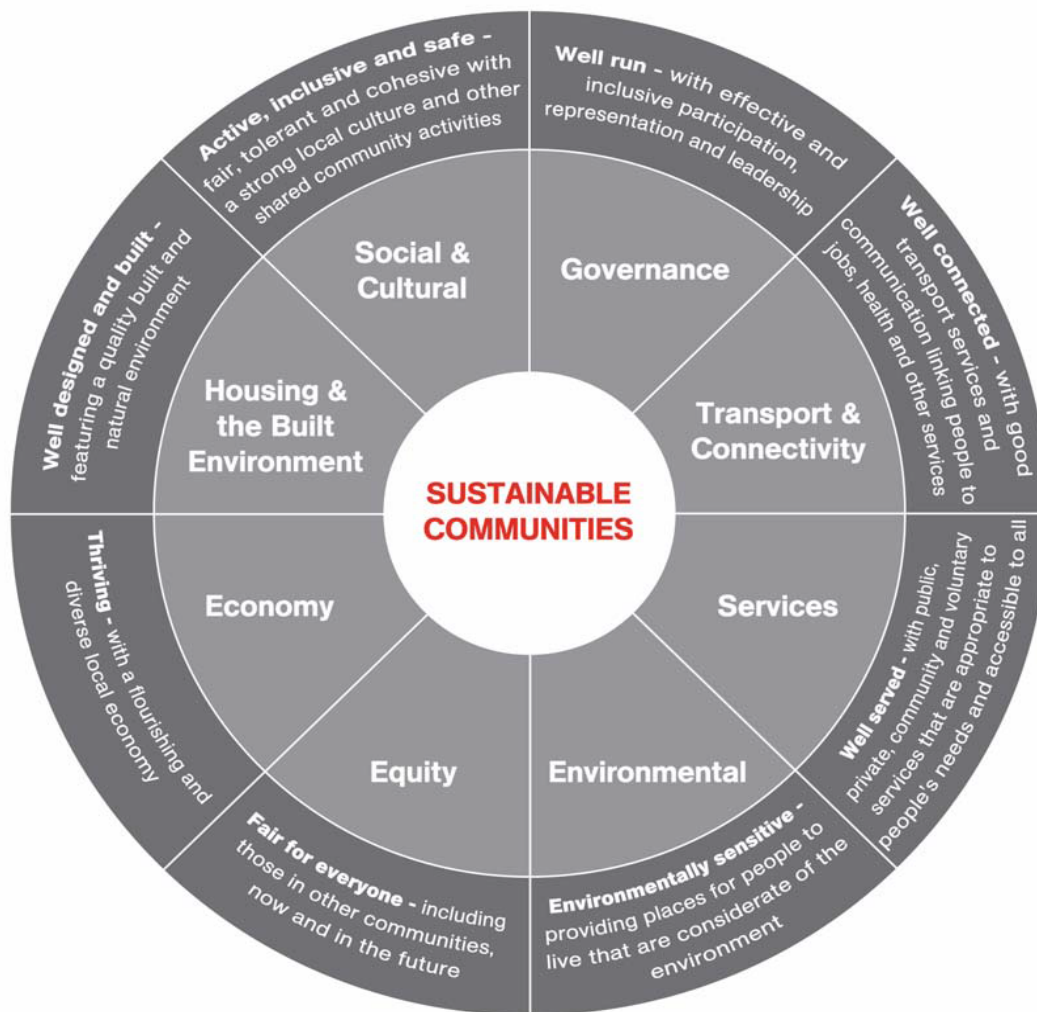 Active, inclusive and safe -
fair, tolerant and cohesive with
a strong local culture and other
shared community activities
Well run - with effective and
inclusive participation,
representation and leadership
Well connected - with good
transport services and
communication linking people to
jobs, health and other services
Well served - with public,
private, community and voluntary
services that are appropriate to
people's needs and accessible to all
Environmentally sensitive -
providing places for people to
live that are considerate of the
environment
Fair for everyone - including
those in other communities,
now and in the future
Thriving - with a flourishing and
diverse local economy
Well designed and built -
featuring a quality built and
natural environment
Social &
Cultural
Governance
Transport &
Connectivity
Services
Environmental
Equity
Economy
Housing &
the Built
Environment
SUSTAINABLE
COMMUNITIES